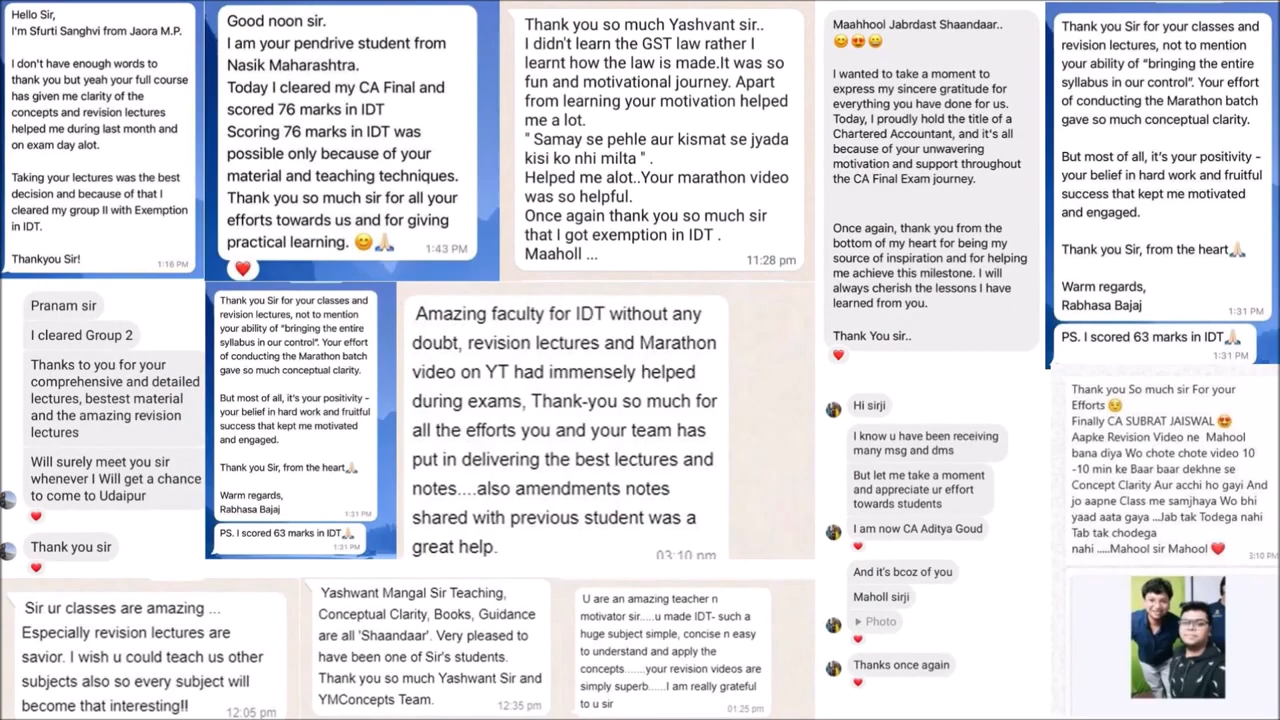 Hello Sir,
I'm Sfurti Sanghvi from Jaora M.P.
I don't have enough words to
thank you but yeah your full course
has given me clarity of the
concepts and revision lectures
helped me during last month and
on exam day alot.
Taking your lectures was the best
decision and because of that I
cleared my group II with Exemption
in IDT.
Thankyou Sir!
1:16 PM
Good noon sir.
I am your pendrive student from
Nasik Maharashtra.
Today I cleared my CA Final and
scored 76 marks in IDT
Scoring 76 marks in IDT was
possible only because of your
material and teaching techniques.
Thank you so much sir for all your
efforts towards us and for giving
practical learning. 😊🙏🏻
1:43 PM
❤️
Thank you so much Yashvant sir..
I didn't learn the GST law rather I
learnt how the law is made.It was so
fun and motivational journey. Apart
from learning your motivation helped
me a lot.
" Samay se pehle aur kismat se jyada
kisi ko nhi milta " .
Helped me alot..Your marathon video
was so helpful.
Once again thank you so much sir
that I got exemption in IDT .
Maaholl ...
11:28 pm
Maahhool Jabrdast Shaandaar..
😊😍😄
I wanted to take a moment to
express my sincere gratitude for
everything you have done for us.
Today, I proudly hold the title of a
Chartered Accountant, and it's all
because of your unwavering
motivation and support throughout
the CA Final Exam journey.
Once again, thank you from the
bottom of my heart for being my
source of inspiration and for helping
me achieve this milestone. I will
always cherish the lessons I have
learned from you.
Thank You sir..
❤️
Thank you Sir for your classes and
revision lectures, not to mention
your ability of “bringing the entire
syllabus in our control”. Your effort
of conducting the Marathon batch
gave so much conceptual clarity.
But most of all, it's your positivity -
your belief in hard work and fruitful
success that kept me motivated
and engaged.
Thank you Sir, from the heart🙏🏻
Warm regards,
Rabhasa Bajaj
1:31 PM
PS. I scored 63 marks in IDT🙏🏻
1:31 PM
Pranam sir
I cleared Group 2
Thanks to you for your
comprehensive and detailed
lectures, bestest material
and the amazing revision
lectures
Will surely meet you sir
whenever I Will get a chance
to come to Udaipur
❤️
Thank you sir
❤️
Thank you Sir for your classes and
revision lectures, not to mention
your ability of “bringing the entire
syllabus in our control”. Your effort
of conducting the Marathon batch
gave so much conceptual clarity.
But most of all, it's your positivity -
your belief in hard work and fruitful
success that kept me motivated
and engaged.
Thank you Sir, from the heart🙏🏻
Warm regards,
Rabhasa Bajaj
1:31 PM
PS. I scored 63 marks in IDT🙏🏻
1:31 PM
Amazing faculty for IDT without any
doubt, revision lectures and Marathon
video on YT had immensely helped
during exams, Thank-you so much for
all the efforts you and your team has
put in delivering the best lectures and
notes....also amendments notes
shared with previous student was a
great help.
03:10 pm
Hi sirji
I know u have been receiving
many msg and dms
But let me take a moment
and appreciate ur effort
towards students
I am now CA Aditya Goud
❤️
And it's bcoz of you
Maholl sirji
▶ Photo
❤️
Thanks once again
❤️
Thank you So much sir For your
Efforts ☺️
Finally CA SUBRAT JAISWAL 😍
Aapke Revision Video ne Mahool
bana diya Wo chote chote video 10
-10 min ke Baar baar dekhne se
Concept Clarity Aur acchi ho gayi And
jo aapne Class me samjhaya Wo bhi
yaad aata gaya ...Jab tak Todega nahi
Tab tak chodega
nahi .....Mahool sir Mahool ❤️
3:10 PM
Sir ur classes are amazing ...
Especially revision lectures are
savior. I wish u could teach us other
subjects also so every subject will
become that interesting!!
12:05 pm
Yashwant Mangal Sir Teaching,
Conceptual Clarity, Books, Guidance
are all 'Shaandaar'. Very pleased to
have been one of Sir's students.
Thank you so much Yashwant Sir and
YMConcepts Team.
12:35 pm
U are an amazing teacher n
motivator sir.....u made IDT- such a
huge subject simple, concise n easy
to understand and apply the
concepts.......your revision videos are
simply superb......I am really grateful
to u sir
01:25 pm